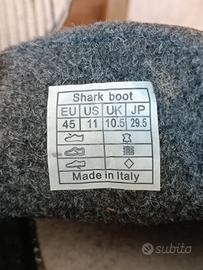 Shark boot
EU US UK JP
45 11 10.5 29.5
Made in Italy
subito